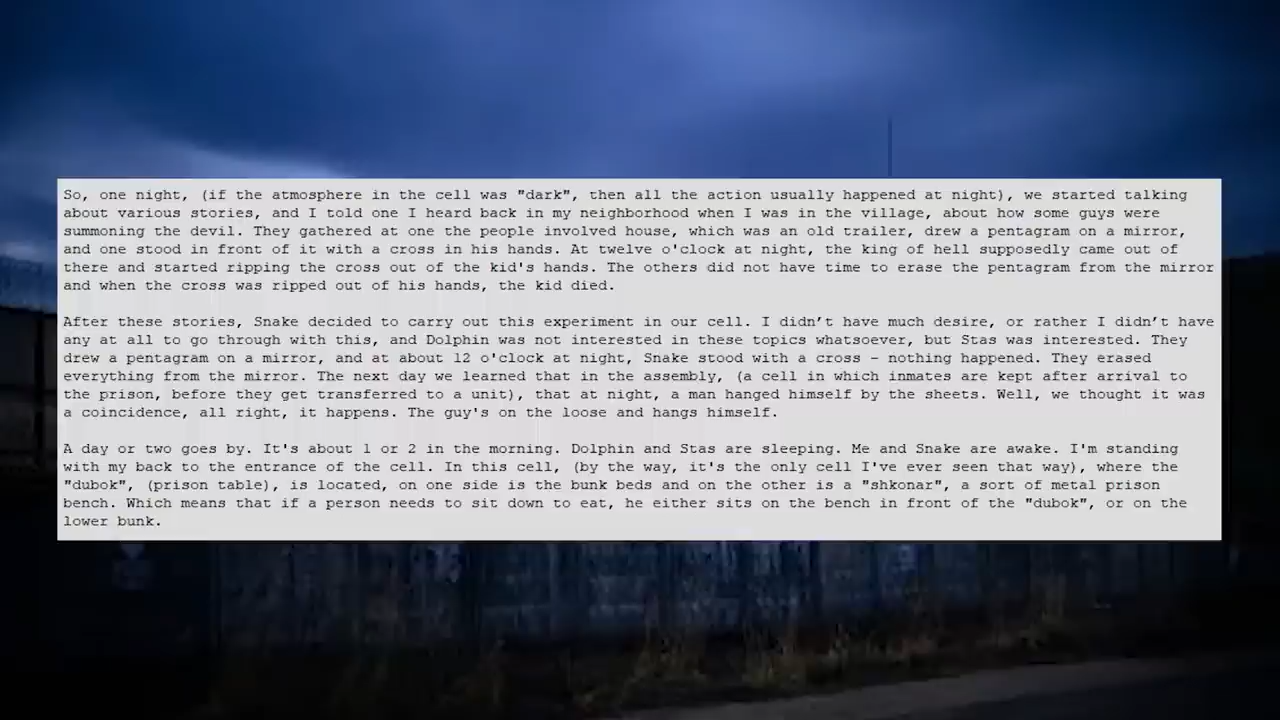 So, one night, (if the atmosphere in the cell was "dark", then all the action usually happened at night), we started talking
about various stories, and I told one I heard back in my neighborhood when I was in the village, about how some guys were
summoning the devil. They gathered at one the people involved house, which was an old trailer, drew a pentagram on a mirror,
and one stood in front of it with a cross in his hands. At twelve o'clock at night, the king of hell supposedly came out of
there and started ripping the cross out of the kid's hands. The others did not have time to erase the pentagram from the mirror
and when the cross was ripped out of his hands, the kid died.
After these stories, Snake decided to carry out this experiment in our cell. I didn’t have much desire, or rather I didn’t have
any at all to go through with this, and Dolphin was not interested in these topics whatsoever, but Stas was interested. They
drew a pentagram on a mirror, and at about 12 o'clock at night, Snake stood with a cross – nothing happened. They erased
everything from the mirror. The next day we learned that in the assembly, (a cell in which inmates are kept after arrival to
the prison, before they get transferred to a unit), that at night, a man hanged himself by the sheets. Well, we thought it was
a coincidence, all right, it happens. The guy's on the loose and hangs himself.
A day or two goes by. It's about 1 or 2 in the morning. Dolphin and Stas are sleeping. Me and Snake are awake. I'm standing
with my back to the entrance of the cell. In this cell, (by the way, it's the only cell I've ever seen that way), where the
"dubok", (prison table), is located, on one side is the bunk beds and on the other is a "shkonar", a sort of metal prison
bench. Which means that if a person needs to sit down to eat, he either sits on the bench in front of the "dubok", or on the
lower bunk.